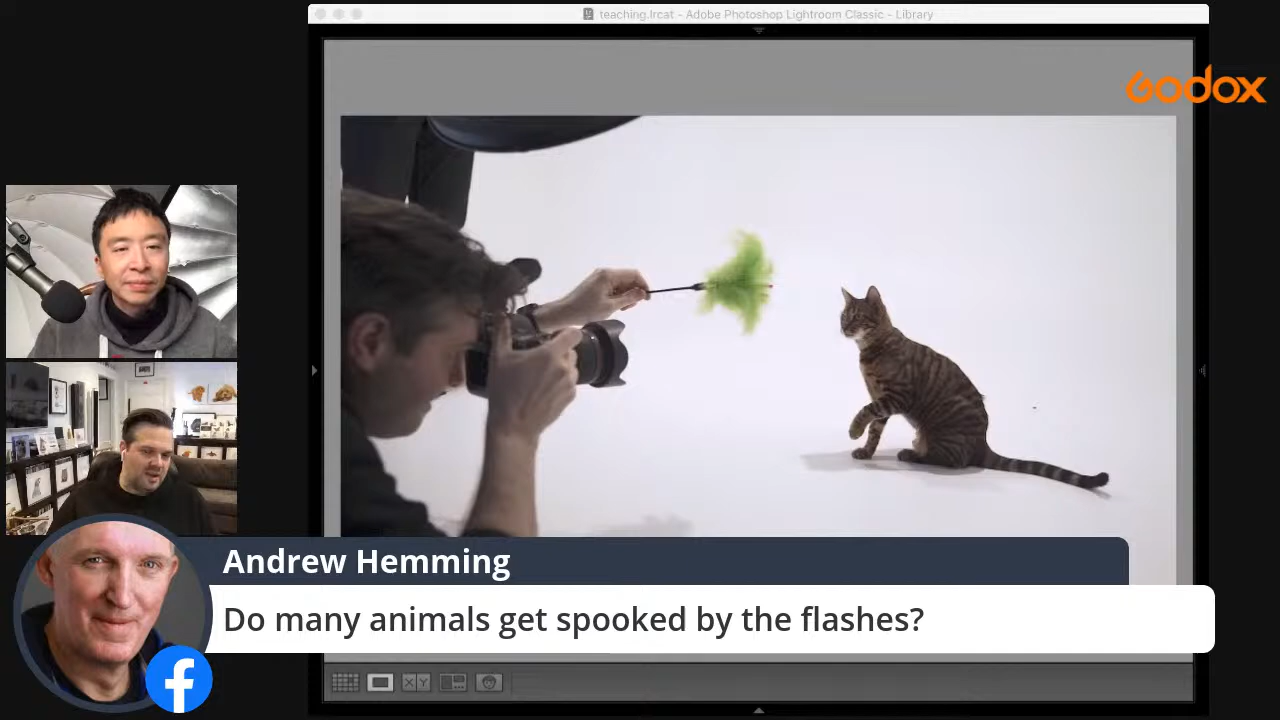 teaching.lrcat - Adobe Photoshop Lightroom Classic - Library
Godox
Andrew Hemming
Do many animals get spooked by the flashes?
X Y